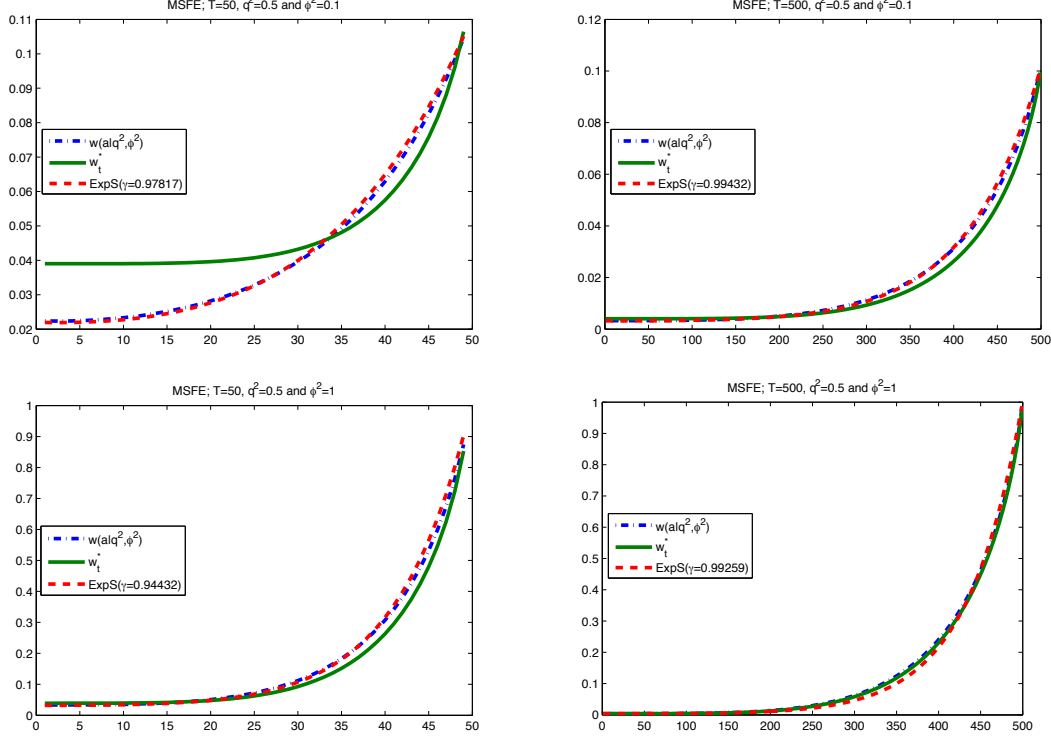 MSFE; T=50, q²=0.5 and ϕ²=0.1
0.11
0.1
0.09
0.08
0.07
0.06
0.05
0.04
0.03
0.02
w(a|q²,ϕ²)
w*ₜ
ExpS(γ=0.97817)
0 5 10 15 20 25 30 35 40 45 50
MSFE; T=500, q²=0.5 and ϕ²=0.1
0.12
0.1
0.08
0.06
0.04
0.02
0
w(a|q²,ϕ²)
w*ₜ
ExpS(γ=0.99432)
0 50 100 150 200 250 300 350 400 450 500
MSFE; T=50, q²=0.5 and ϕ²=1
1
0.9
0.8
0.7
0.6
0.5
0.4
0.3
0.2
0.1
0
w(a|q²,ϕ²)
w*ₜ
ExpS(γ=0.94432)
0 5 10 15 20 25 30 35 40 45 50
MSFE; T=500, q²=0.5 and ϕ²=1
1
0.9
0.8
0.7
0.6
0.5
0.4
0.3
0.2
0.1
0
w(a|q²,ϕ²)
w*ₜ
ExpS(γ=0.99259)
0 50 100 150 200 250 300 350 400 450 500